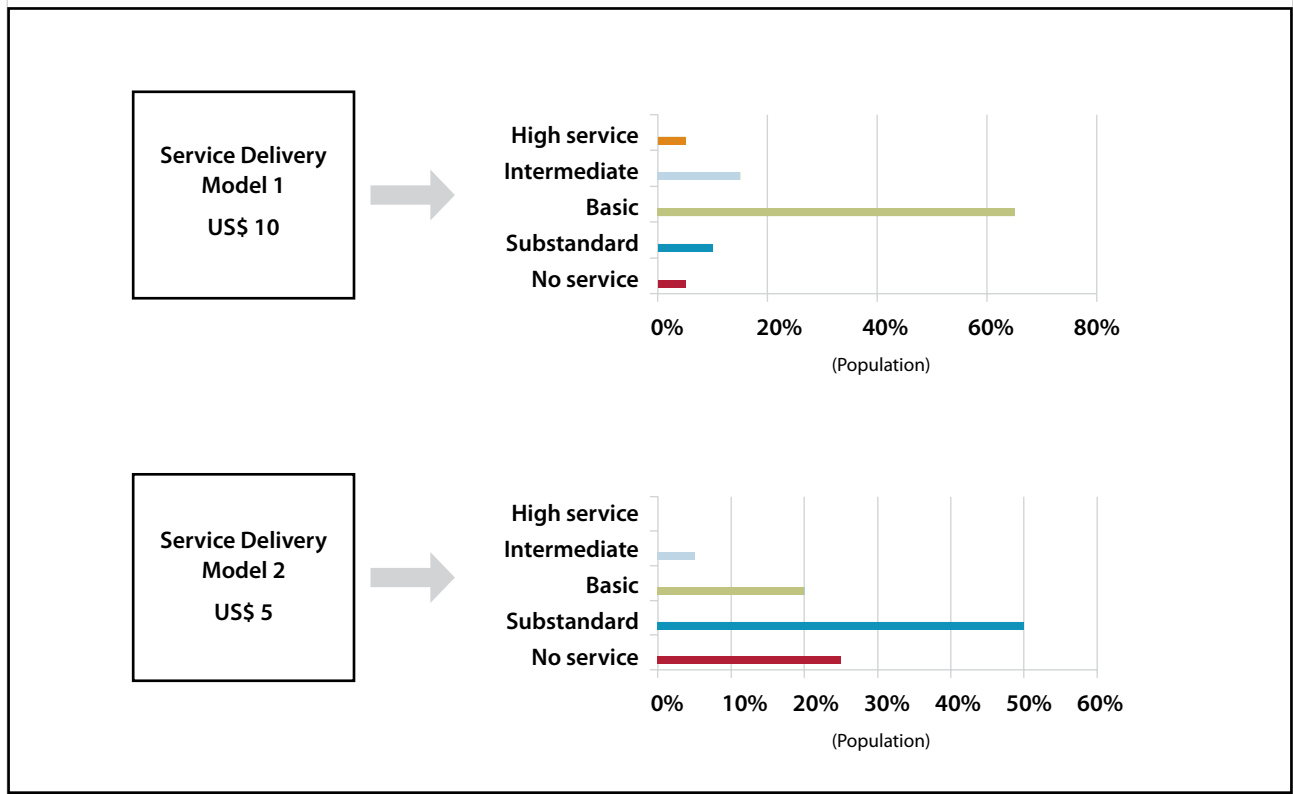 Service Delivery
Model 1
US$ 10
High service
Intermediate
Basic
Substandard
No service
0% 20% 40% 60% 80%
(Population)
Service Delivery
Model 2
US$ 5
High service
Intermediate
Basic
Substandard
No service
0% 10% 20% 30% 40% 50% 60%
(Population)